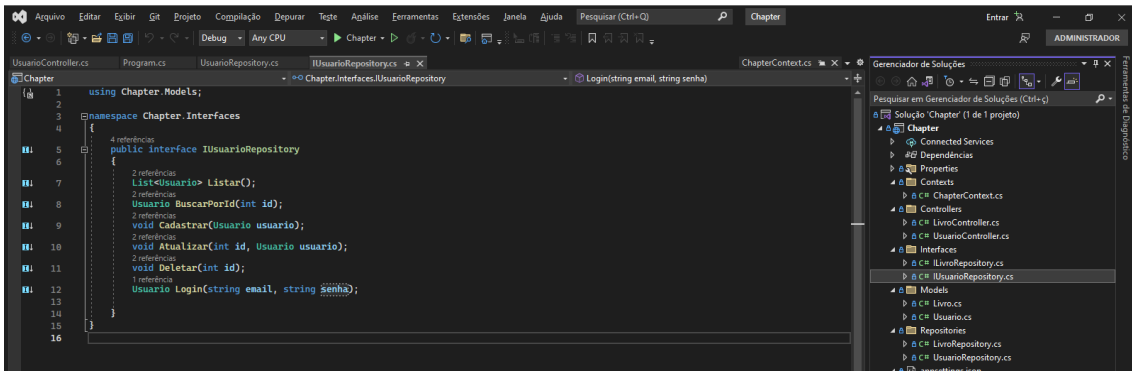 Arquivo Editar Exibir Git Projeto Compilação Depurar Teste Análise Ferramentas Extensões Janela Ajuda Pesquisar (Ctrl+Q) Chapter Entrar
Debug Any CPU Chapter ADMINISTRADOR
UsuarioController.cs Program.cs UsuarioRepository.cs IUsuarioRepository.cs ChapterContext.cs
Chapter Chapter.Interfaces.IUsuarioRepository Login(string email, string senha)
1 using Chapter.Models;
2
3 namespace Chapter.Interfaces
4 {
4 referências
5 public interface IUsuarioRepository
6 {
2 referências
7 List<Usuario> Listar();
2 referências
8 Usuario BuscarPorId(int id);
2 referências
9 void Cadastrar(Usuario usuario);
2 referências
10 void Atualizar(int id, Usuario usuario);
2 referências
11 void Deletar(int id);
1 referência
12 Usuario Login(string email, string senha);
13
14 }
15 }
16
Gerenciador de Soluções
Pesquisar em Gerenciador de Soluções (Ctrl+ç)
Solução 'Chapter' (1 de 1 projeto)
Chapter
Connected Services
Dependências
Properties
Contexts
C# ChapterContext.cs
Controllers
C# LivroController.cs
C# UsuarioController.cs
Interfaces
C# ILivroRepository.cs
C# IUsuarioRepository.cs
Models
C# Livro.cs
C# Usuario.cs
Repositories
C# LivroRepository.cs
C# UsuarioRepository.cs
appsettings.json
Ferramentas de Diagnóstico